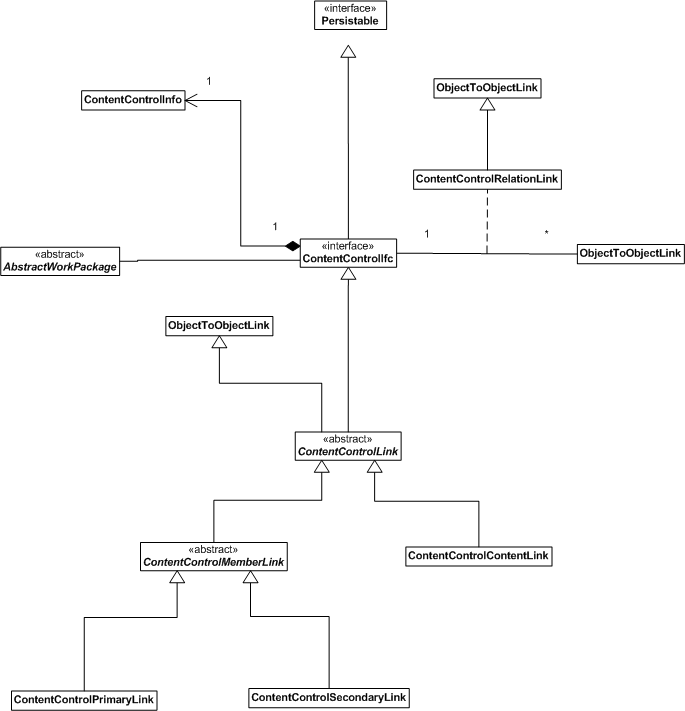 «interface»
Persistable
1
ContentControlInfo
ObjectToObjectLink
ContentControlRelationLink
1
«interface»
ContentControlIfc
1
*
ObjectToObjectLink
«abstract»
AbstractWorkPackage
ObjectToObjectLink
«abstract»
ContentControlLink
«abstract»
ContentControlMemberLink
ContentControlContentLink
ContentControlPrimaryLink
ContentControlSecondaryLink